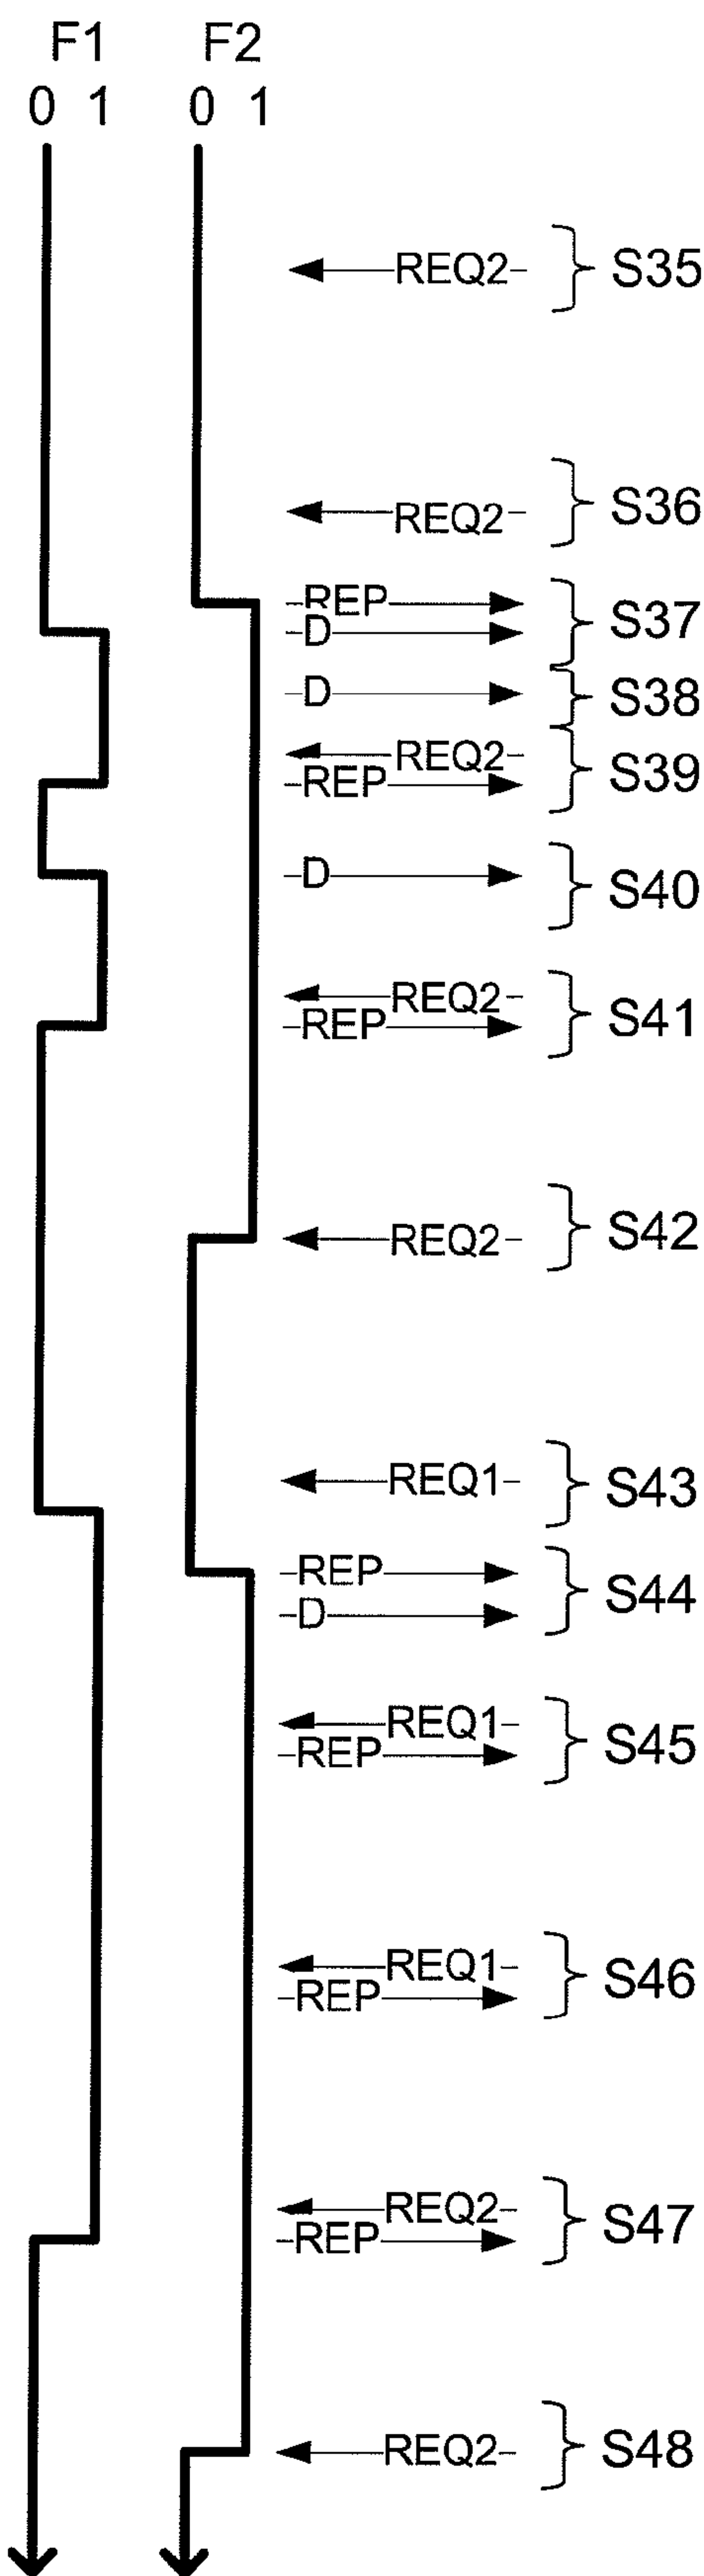 F1 F2
0 1 0 1
REQ2 S35
REQ2 S36
REP
D S37
D S38
REQ2
REP S39
D S40
REQ2
REP S41
REQ2 S42
REQ1 S43
REP
D S44
REQ1
REP S45
REQ1
REP S46
REQ2
REP S47
REQ2 S48